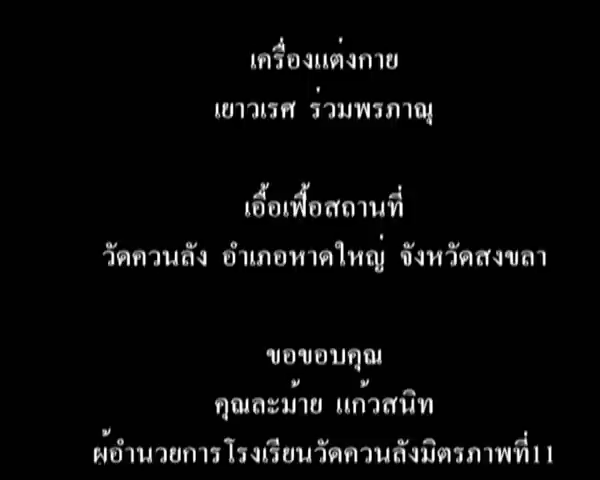 เครื่องแต่งกาย
เยาวเรศ ร่วมพรภาณุ
เอื้อเฟื้อสถานที่
วัดควนลัง อำเภอหาดใหญ่ จังหวัดสงขลา
ขอขอบคุณ
คุณละม้าย แก้วสนิท
ผู้อำนวยการโรงเรียนวัดควนลังมิตรภาพที่11